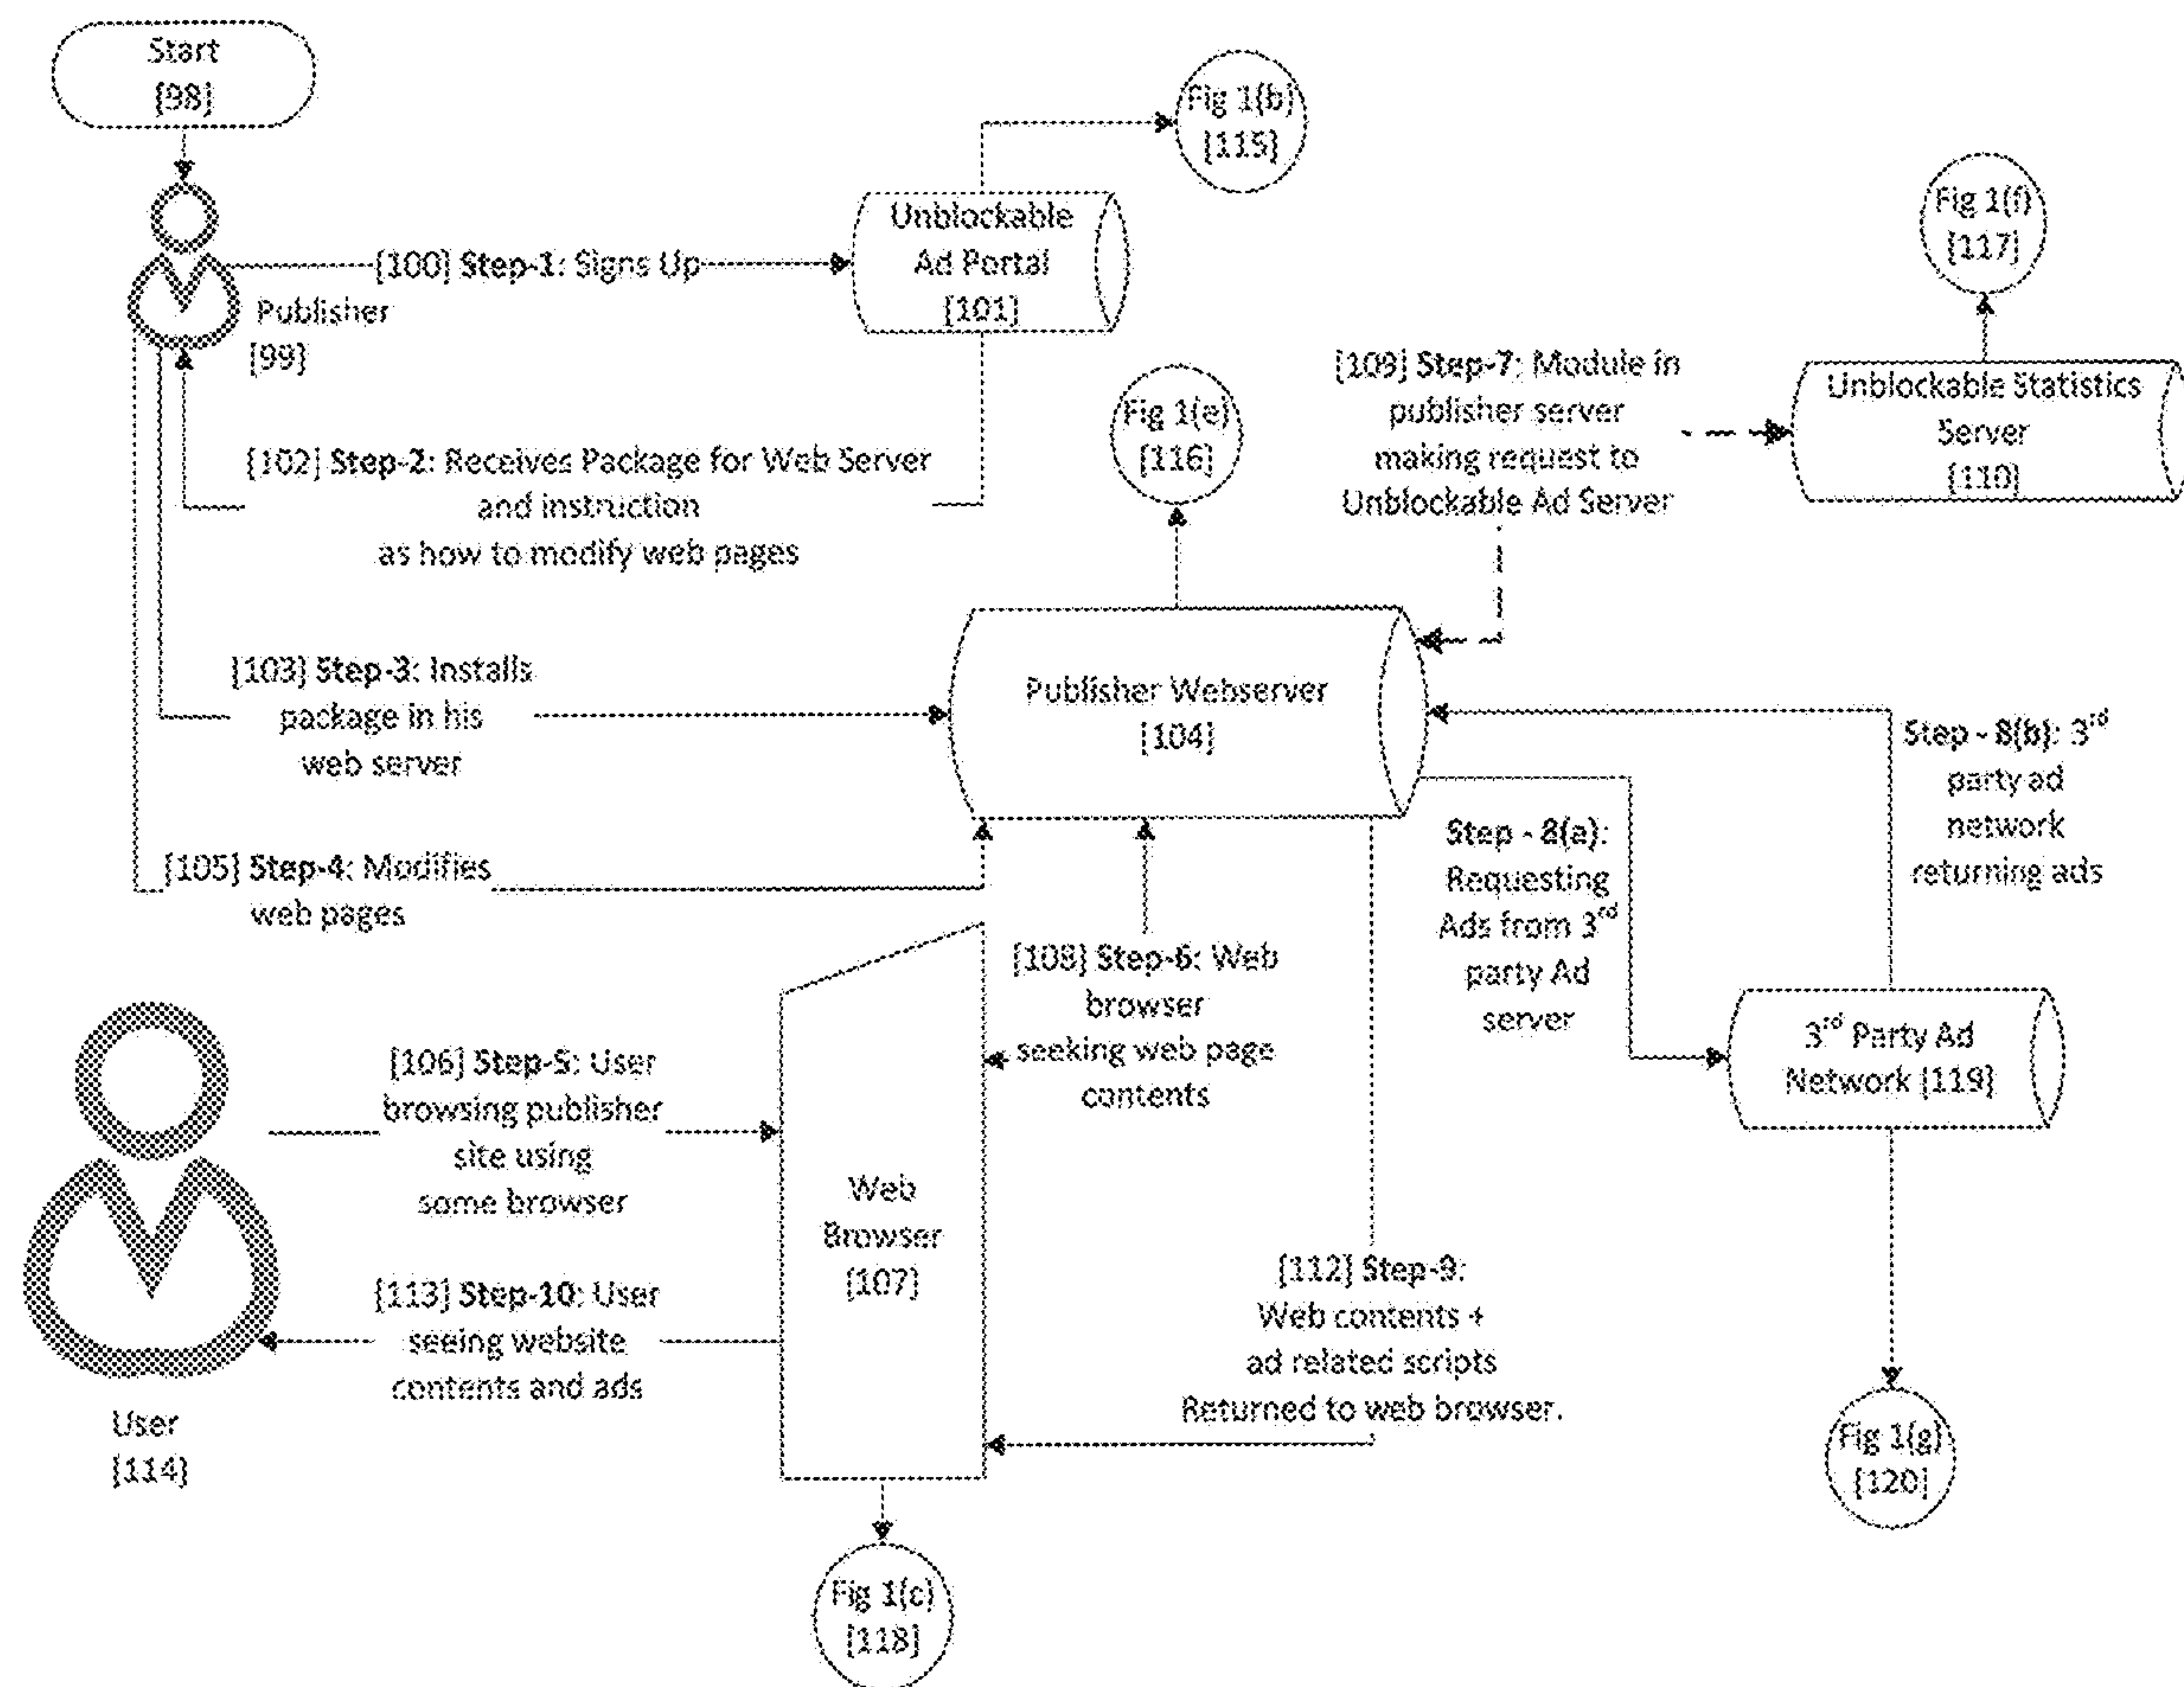 Start
[98]
Fig 1(b)
[115]
Unblockable
Ad Portal
[101]
Fig 1(f)
[117]
[100] Step-1: Signs Up
Publisher
[99]
[102] Step-2: Receives Package for Web Server
and instruction
as how to modify web pages
Fig 1(e)
[116]
[109] Step-7: Module in
publisher server
making request to
Unblockable Ad Server
Unblockable Statistics
Server
[110]
[103] Step-3: Installs
package in his
web server
Publisher Webserver
[104]
Step - 8(b): 3rd
party ad
network
returning ads
[105] Step-4: Modifies
web pages
Step - 8(a):
Requesting
Ads from 3rd
party Ad
server
[108] Step-6: Web
browser
seeking web page
contents
3rd Party Ad
Network [119]
[106] Step-5: User
browsing publisher
site using
some browser
Web
Browser
[107]
[113] Step-10: User
seeing website
contents and ads
[112] Step-9:
Web contents +
ad related scripts
Returned to web browser.
User
[114]
Fig 1(g)
[120]
Fig 1(c)
[118]